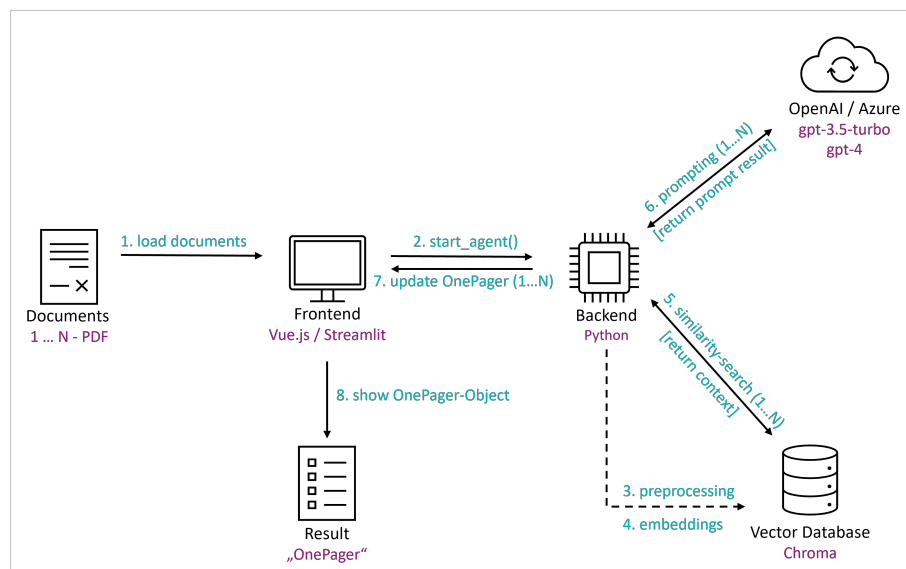 OpenAI / Azure
gpt-3.5-turbo
gpt-4
6. prompting (1...N)
[return prompt result]
1. load documents
2. start_agent()
7. update OnePager (1...N)
Documents
1 ... N - PDF
Frontend
Vue.js / Streamlit
Backend
Python
5. similarity-search (1...N)
[return context]
8. show OnePager-Object
3. preprocessing
4. embeddings
Result
„OnePager“
Vector Database
Chroma